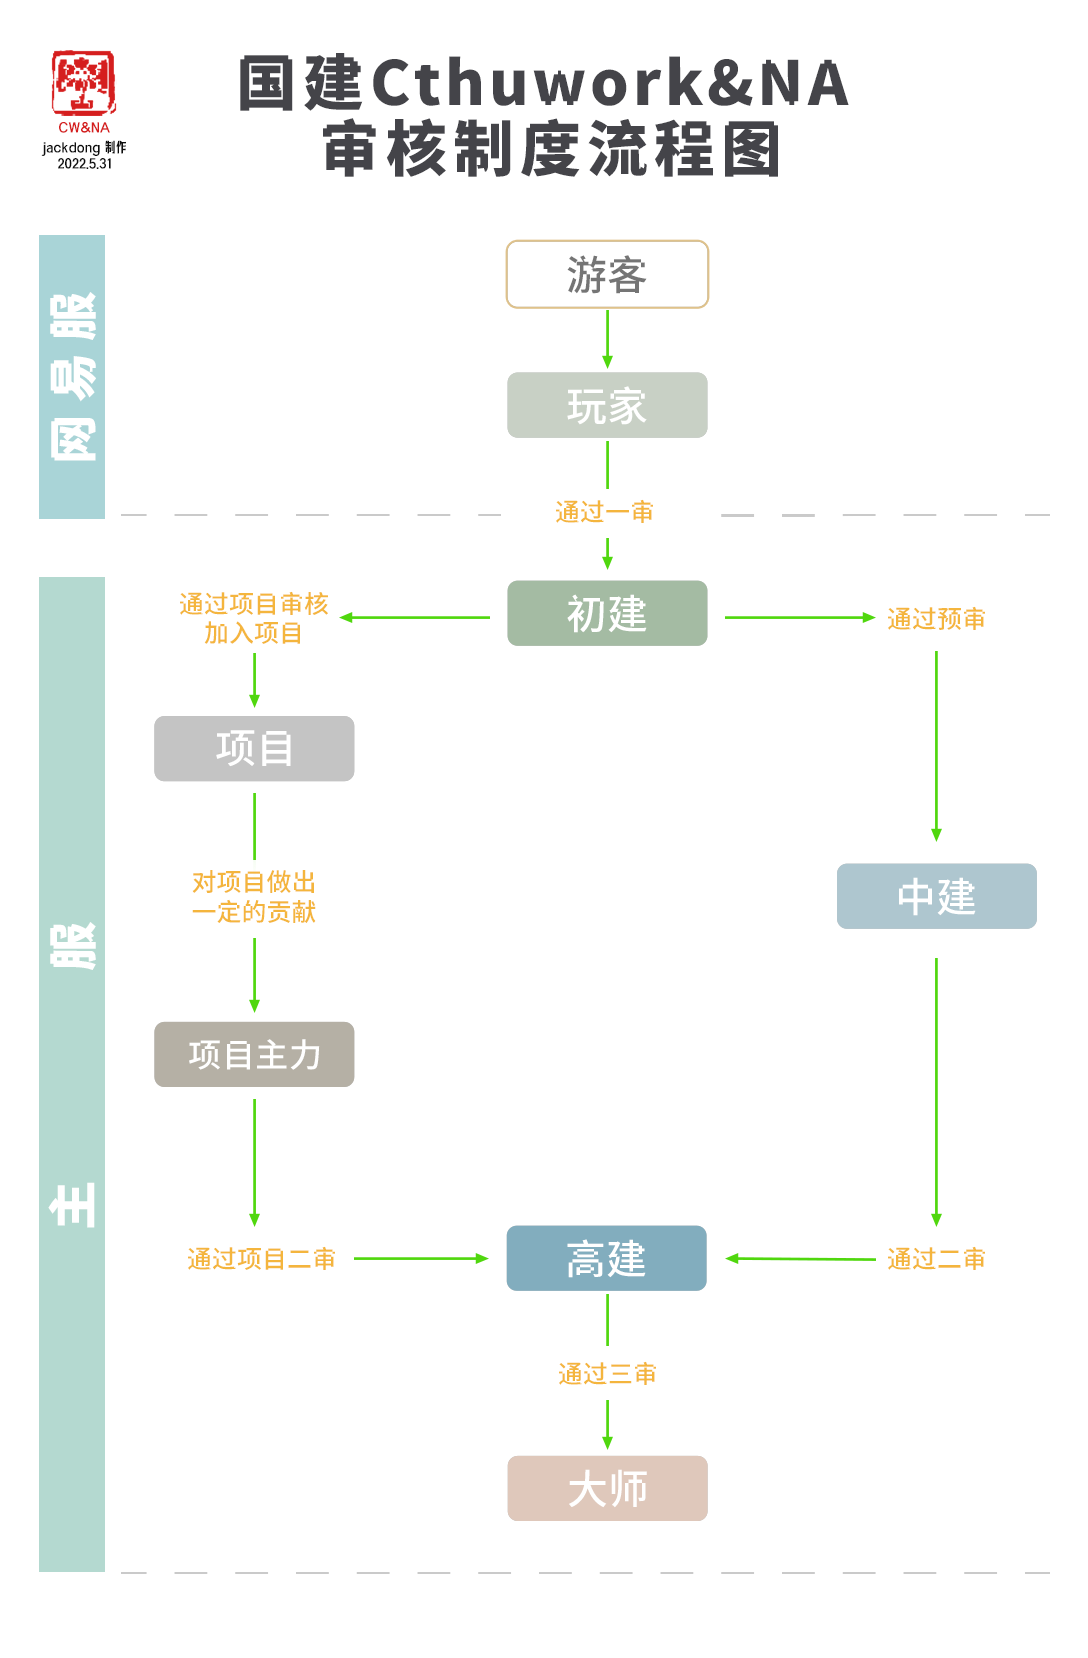 国建Cthuwork&NA
审核制度流程图
CW&NA
jackdong 制作
2022.5.31
网易服
游客
玩家
通过一审
主服
初建
通过项目审核
加入项目
通过预审
项目
对项目做出
一定的贡献
中建
项目主力
通过项目二审
高建
通过二审
通过三审
大师